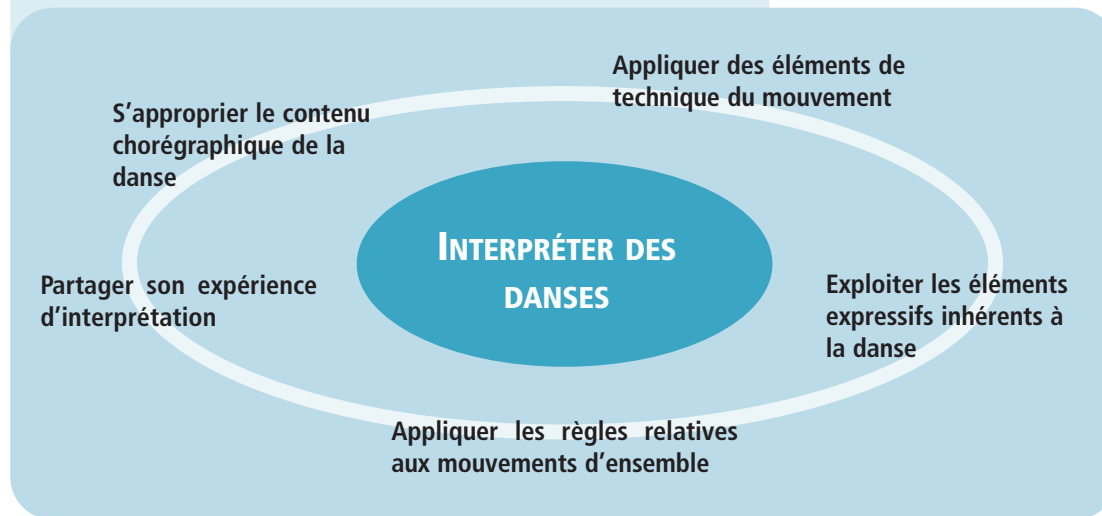 Appliquer des éléments de
technique du mouvement
S’approprier le contenu
chorégraphique de la
danse
INTERPRÉTER DES
DANSES
Partager son expérience
d’interprétation
Exploiter les éléments
expressifs inhérents à
la danse
Appliquer les règles relatives
aux mouvements d’ensemble